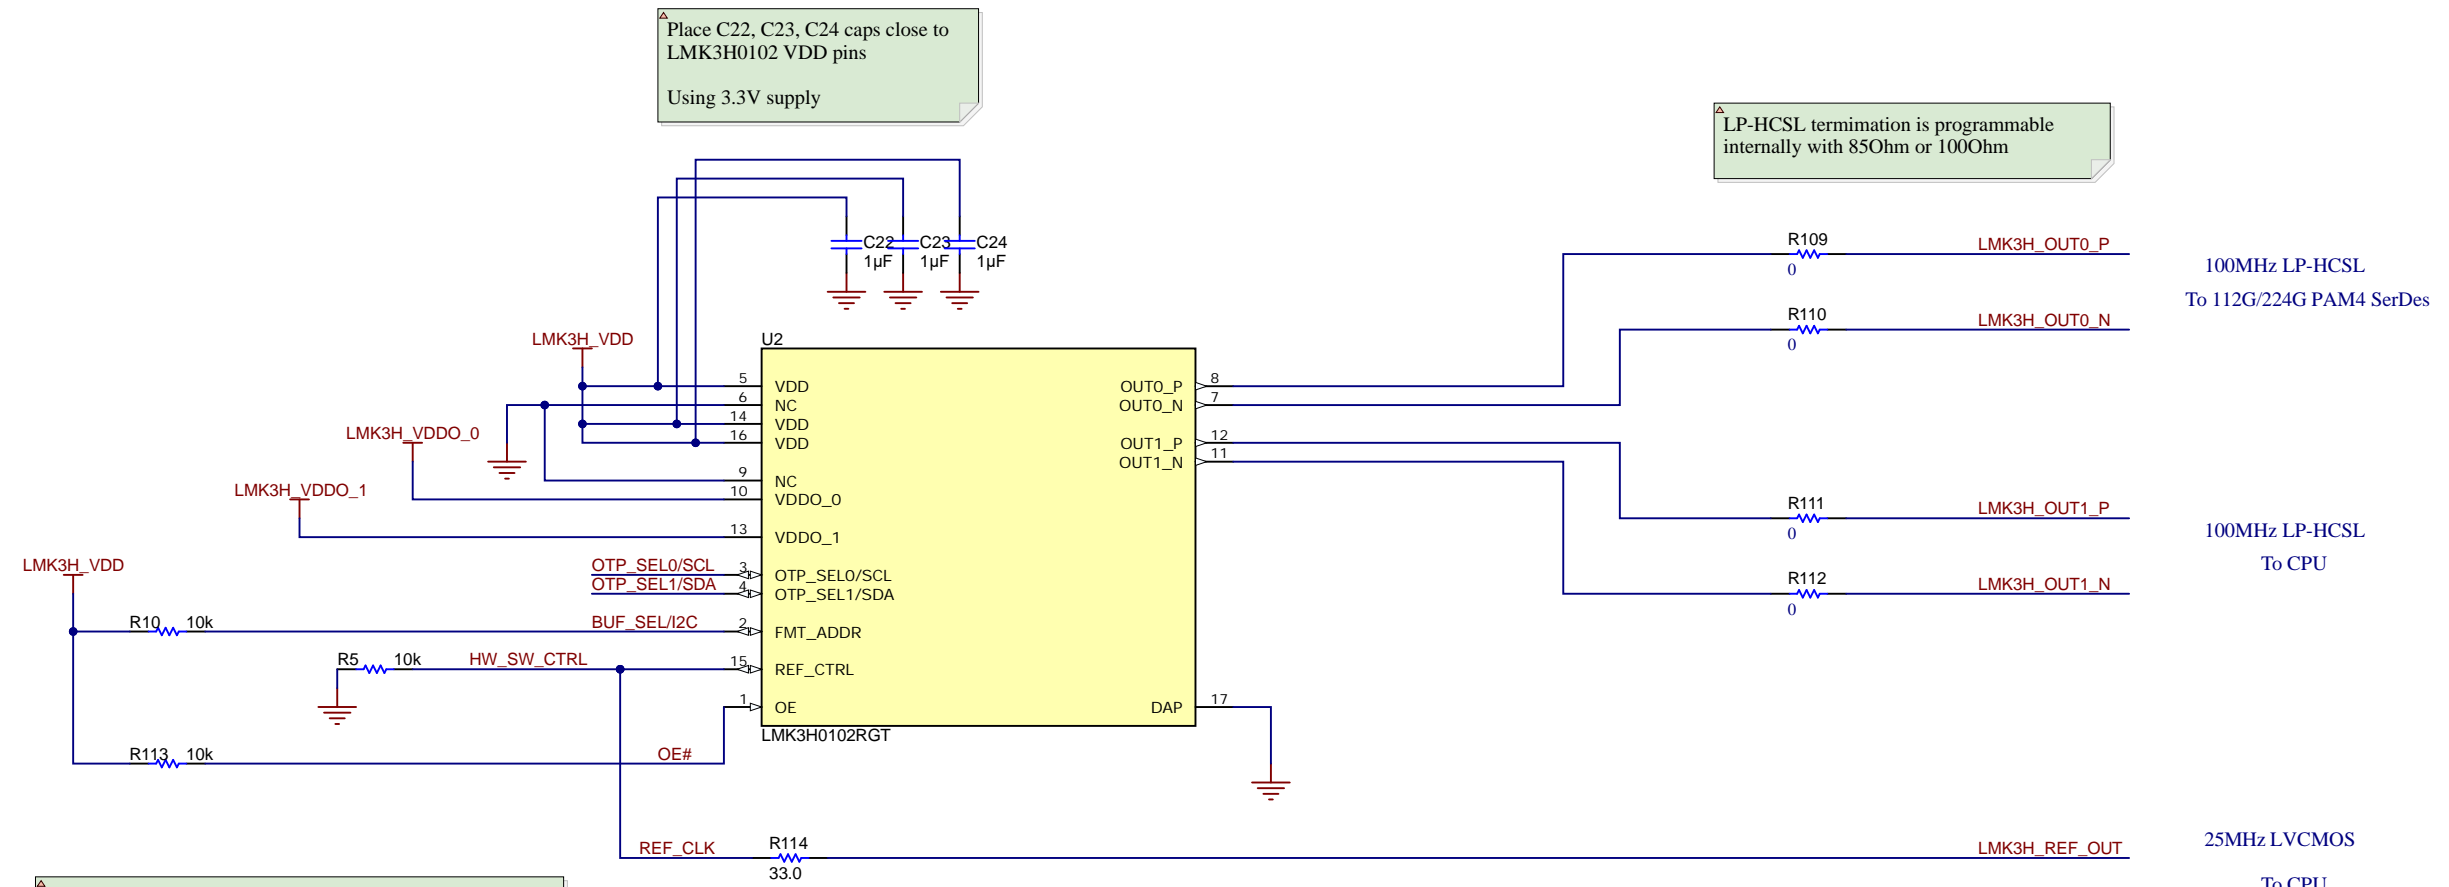 Place C22, C23, C24 caps close to
LMK3H0102 VDD pins
Using 3.3V supply
LP-HCSL termimation is programmable
internally with 85Ohm or 100Ohm
C22
1µF
C23
1µF
C24
1µF
R109
0
LMK3H_OUT0_P
100MHz LP-HCSL
To 112G/224G PAM4 SerDes
R110
0
LMK3H_OUT0_N
LMK3H_VDD
U2
5 VDD
6 NC
14 VDD
16 VDD
9 NC
10 VDDO_0
13 VDDO_1
3 OTP_SEL0/SCL
4 OTP_SEL1/SDA
2 FMT_ADDR
15 REF_CTRL
1 OE
OUT0_P 8
OUT0_N 7
OUT1_P 12
OUT1_N 11
DAP 17
LMK3H0102RGT
LMK3H_VDDO_0
LMK3H_VDDO_1
OTP_SEL0/SCL
OTP_SEL1/SDA
LMK3H_VDD
R10 10k
BUF_SEL/I2C
R5 10k
HW_SW_CTRL
R113 10k
OE#
R111
0
LMK3H_OUT1_P
100MHz LP-HCSL
To CPU
R112
0
LMK3H_OUT1_N
REF_CLK
R114
33.0
LMK3H_REF_OUT
25MHz LVCMOS
To CPU